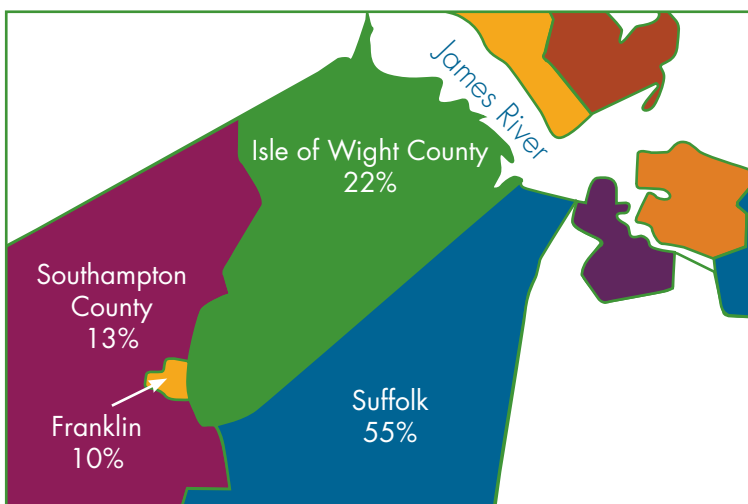 James River
Isle of Wight County
22%
Southampton
County
13%
Franklin
10%
Suffolk
55%